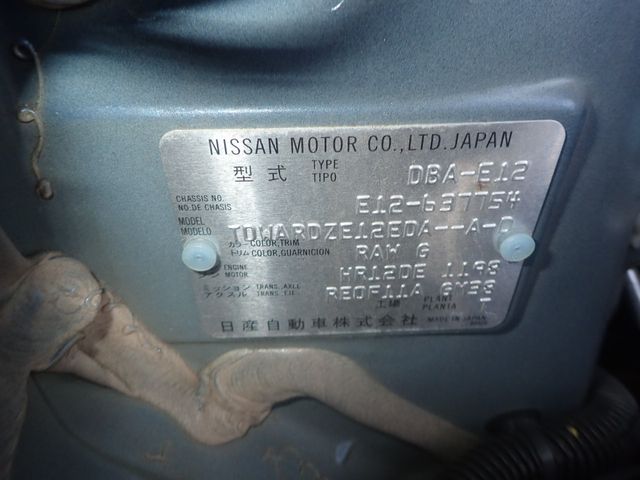 NISSAN MOTOR CO.,LTD.JAPAN
型式 TYPE TIPO DBA-E12
CHASSIS NO. NO.DE CHASIS E12-637754
MODEL MODELO TDWARDZE12EDA--A-D
カラー COLOR,TRIM トリム COLOR,GUARNICION RAW G
ENGINE MOTOR HR12DE 1198
ミッション TRANS. AXLE アクスル TRANS. EJE RE0F11A GM38
工場 PLANT PLANTA T
日産自動車株式会社 MADE IN JAPAN